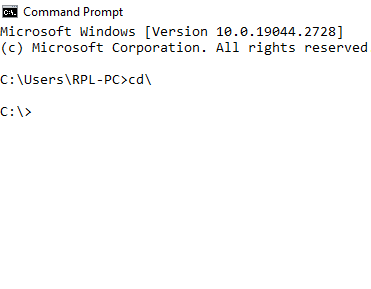 C:\. Command Prompt
Microsoft Windows [Version 10.0.19044.2728]
(c) Microsoft Corporation. All rights reserved
C:\Users\RPL-PC>cd\
C:\>